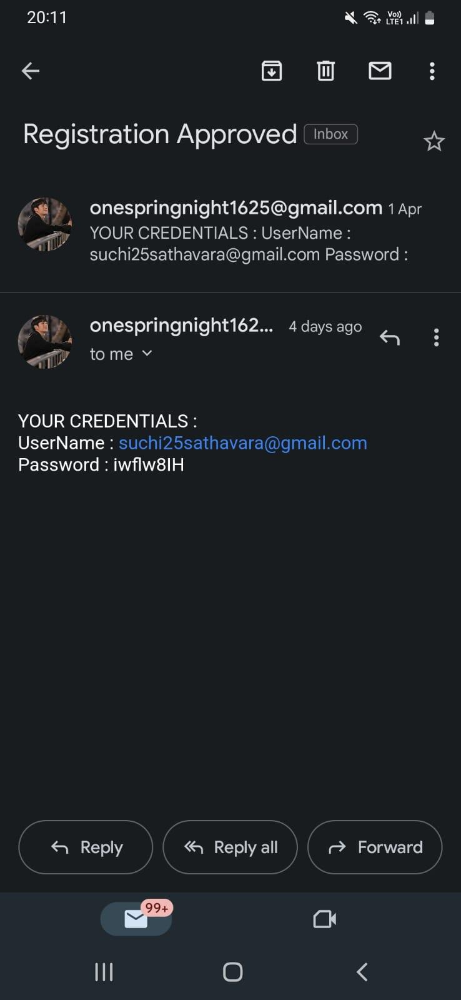 20:11
Vo)) LTE1
Registration Approved Inbox
onespringnight1625@gmail.com 1 Apr
YOUR CREDENTIALS : UserName :
suchi25sathavara@gmail.com Password :
onespringnight162... 4 days ago
to me
YOUR CREDENTIALS :
UserName : suchi25sathavara@gmail.com
Password : iwflw8IH
Reply
Reply all
Forward
99+